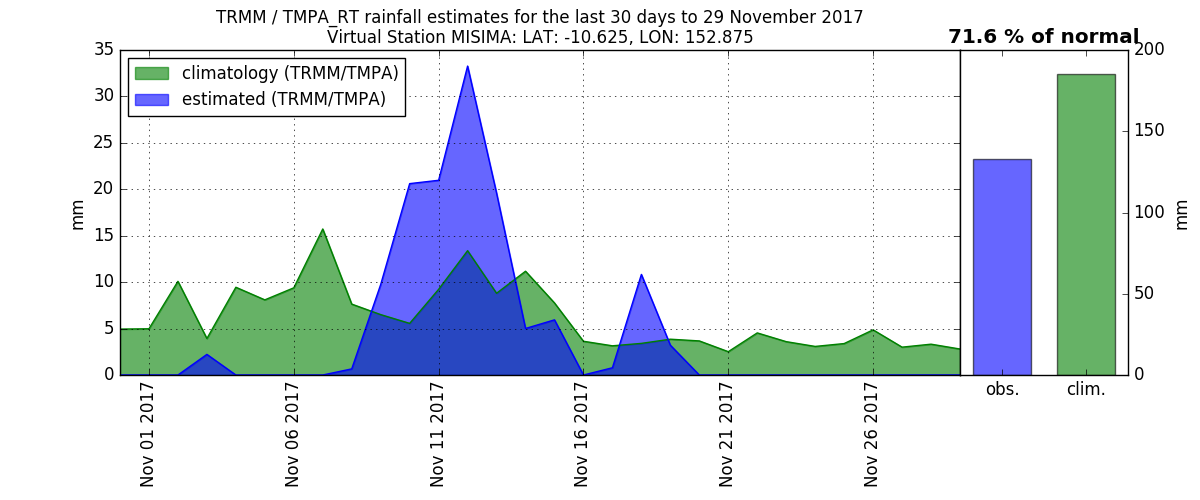 TRMM / TMPA_RT rainfall estimates for the last 30 days to 29 November 2017
Virtual Station MISIMA: LAT: -10.625, LON: 152.875
71.6 % of normal
climatology (TRMM/TMPA)
estimated (TRMM/TMPA)
35
30
25
20
15
10
5
0
mm
Nov 01 2017
Nov 06 2017
Nov 11 2017
Nov 16 2017
Nov 21 2017
Nov 26 2017
200
150
100
50
0
mm
obs.
clim.